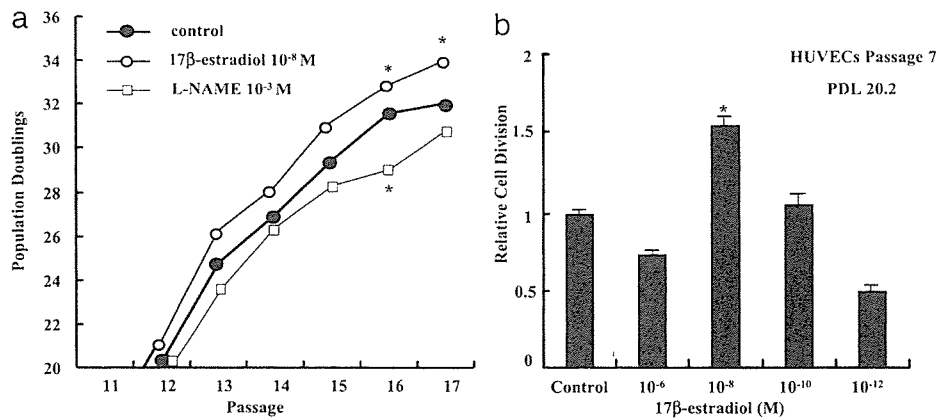 a
control
17β-estradiol 10⁻⁸ M
L-NAME 10⁻³ M
Population Doublings
36
34
32
30
28
26
24
22
20
* *
*
11 12 13 14 15 16 17
Passage
b
HUVECs Passage 7
PDL 20.2
Relative Cell Division
2
1.5
1
0.5
0
*
Control 10⁻⁶ 10⁻⁸ 10⁻¹⁰ 10⁻¹²
17β-estradiol (M)